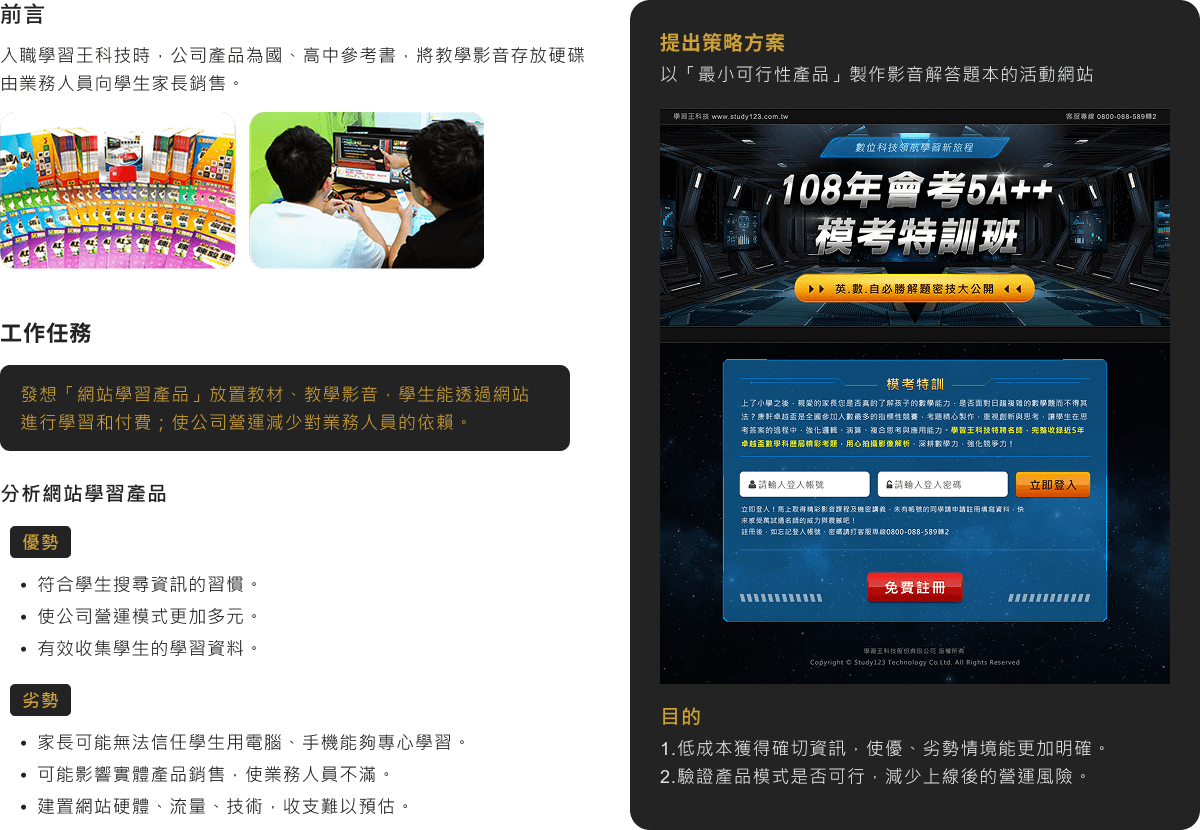 前言
入職學習王科技時，公司產品為國、高中參考書，將教學影音存放硬碟
由業務人員向學生家長銷售。
工作任務
發想「網站學習產品」放置教材、教學影音，學生能透過網站
進行學習和付費；使公司營運減少對業務人員的依賴。
分析網站學習產品
優勢
• 符合學生搜尋資訊的習慣。
• 使公司營運模式更加多元。
• 有效收集學生的學習資料。
劣勢
• 家長可能無法信任學生用電腦、手機能夠專心學習。
• 可能影響實體產品銷售，使業務人員不滿。
• 建置網站硬體、流量、技術，收支難以預估。
提出策略方案
以「最小可行性產品」製作影音解答題本的活動網站
學習王科技 www.study123.com.tw
客服專線 0800-088-589轉2
數位科技領航學習新旅程
108年會考5A++
模考特訓班
英.數.自必勝解題密技大公開
模考特訓
上了小學之後，親愛的家長您是否真的了解孩子的數學能力，是否面對日趨複雜的數學題而不得其
法？康軒卓越盃是全國參加人數最多的指標性競賽，考題精心製作，重視創新與思考，讓學生在思
考答案的過程中，強化邏輯、演算、複合思考與應用能力。學習王科技特聘名師，完整收錄近5年
卓越盃數學科歷屆精彩考題，用心拍攝影像解析、深耕數學力，強化競爭力！
請輸入登入帳號
請輸入登入密碼
立即登入
立即登入！馬上取得精彩影音課程及機密講義，未有帳號的同學請申請註冊填寫資料，快
來感受萬試通名師的威力與震撼吧！
註冊後，如忘記登入帳號、密碼請打客服專線0800-088-589轉2
免費註冊
學習王科技股份有限公司 版權所有
Copyright © Study123 Technology Co.Ltd. All Rights Reserved
目的
1.低成本獲得確切資訊，使優、劣勢情境能更加明確。
2.驗證產品模式是否可行，減少上線後的營運風險。